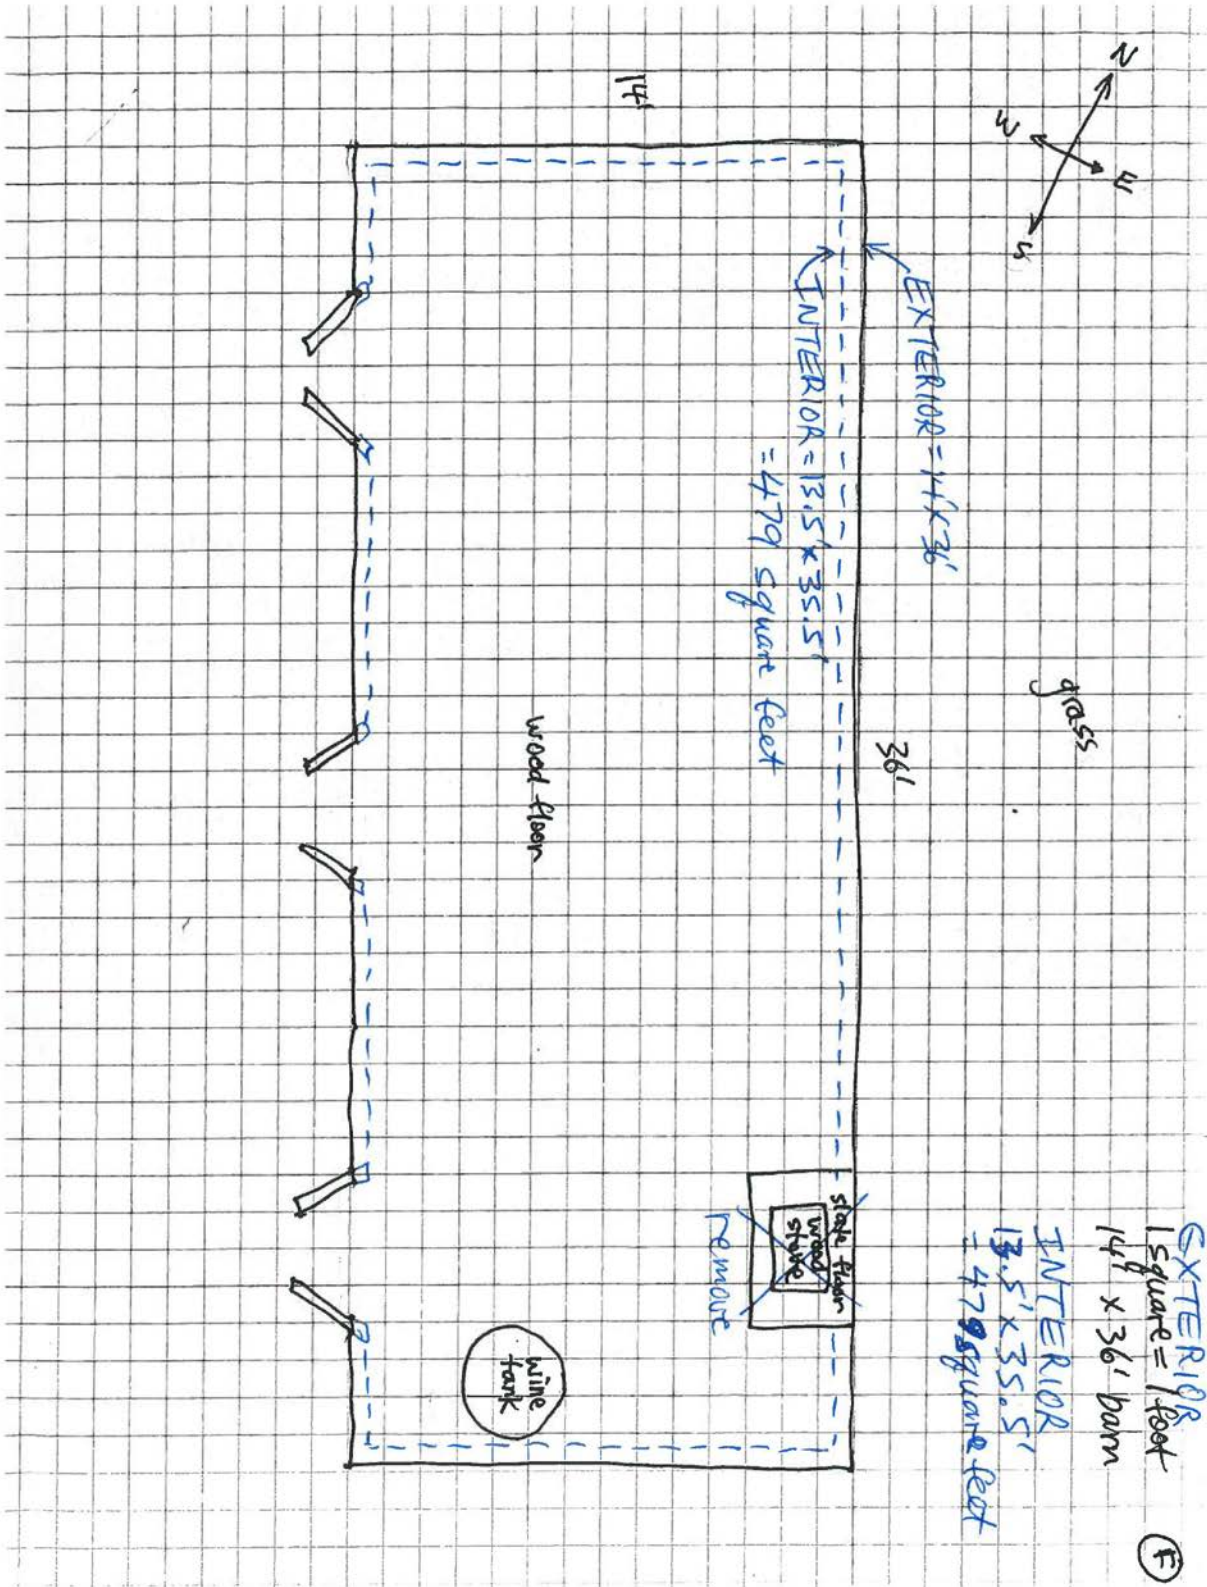 EXTERIOR
1 square = 1 foot
14' x 36' barn
INTERIOR
13.5' x 35.5'
= 479 square feet
F
N
W
E
S
grass
EXTERIOR = 14' x 36'
36'
INTERIOR = 13.5' x 35.5'
= 479 square feet
14'
wood floor
slate floor
wood
stove
remove
wine
tank